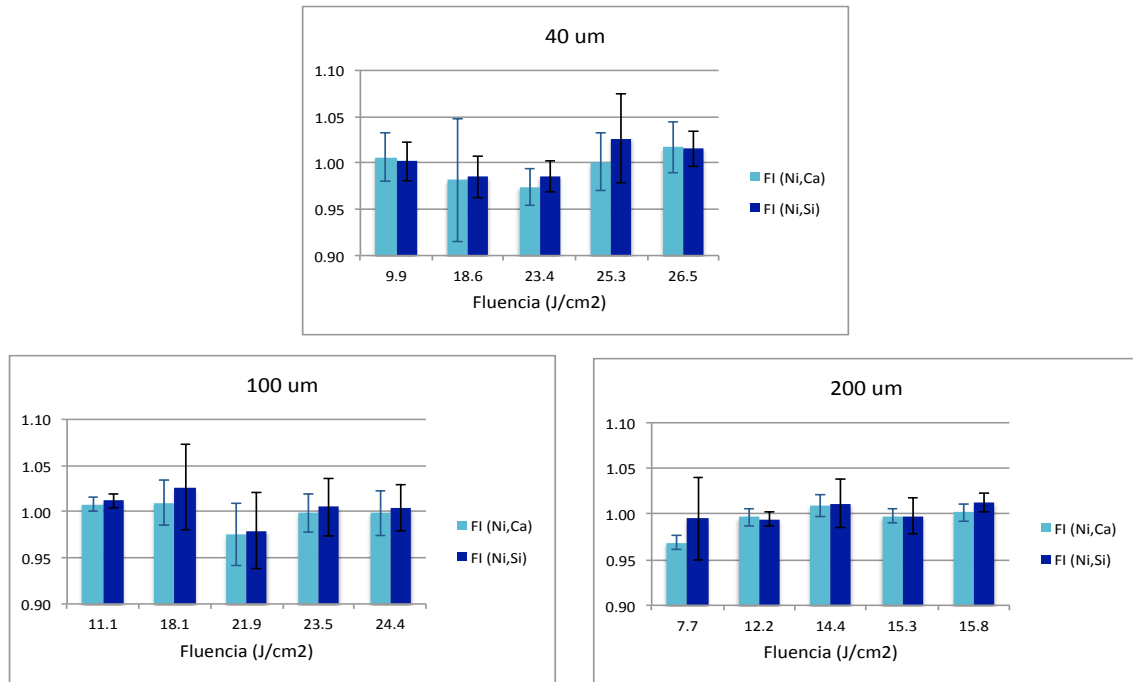 40 um
1.10
1.05
1.00
0.95
0.90
9.9 18.6 23.4 25.3 26.5
Fluencia (J/cm2)
FI (Ni,Ca)
FI (Ni,Si)
100 um
1.10
1.05
1.00
0.95
0.90
11.1 18.1 21.9 23.5 24.4
Fluencia (J/cm2)
FI (Ni,Ca)
FI (Ni,Si)
200 um
1.10
1.05
1.00
0.95
0.90
7.7 12.2 14.4 15.3 15.8
Fluencia (J/cm2)
FI (Ni,Ca)
FI (Ni,Si)